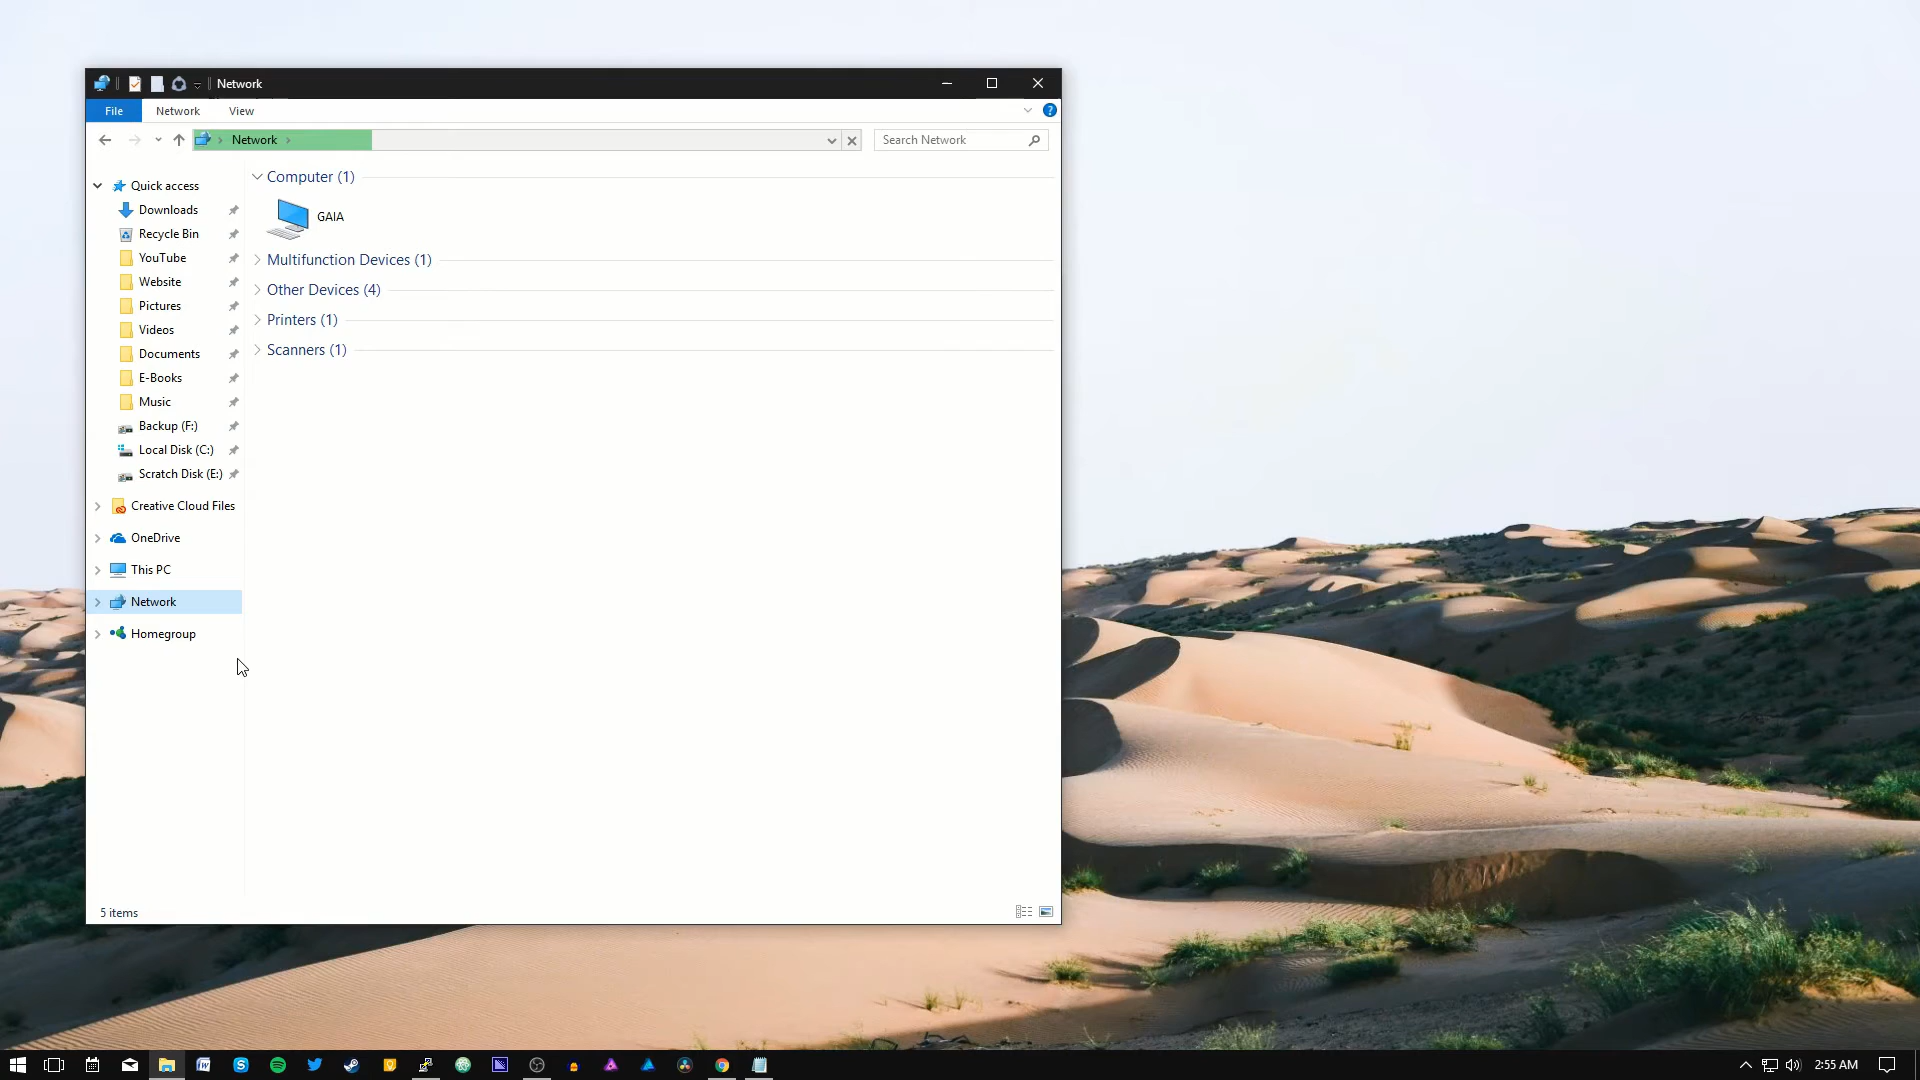 Network
File Network View
Network
Search Network
Quick access
Downloads
Recycle Bin
YouTube
Website
Pictures
Videos
Documents
E-Books
Music
Backup (F:)
Local Disk (C:)
Scratch Disk (E:)
Creative Cloud Files
OneDrive
This PC
Network
Homegroup
Computer (1)
GAIA
Multifunction Devices (1)
Other Devices (4)
Printers (1)
Scanners (1)
5 items
2:55 AM